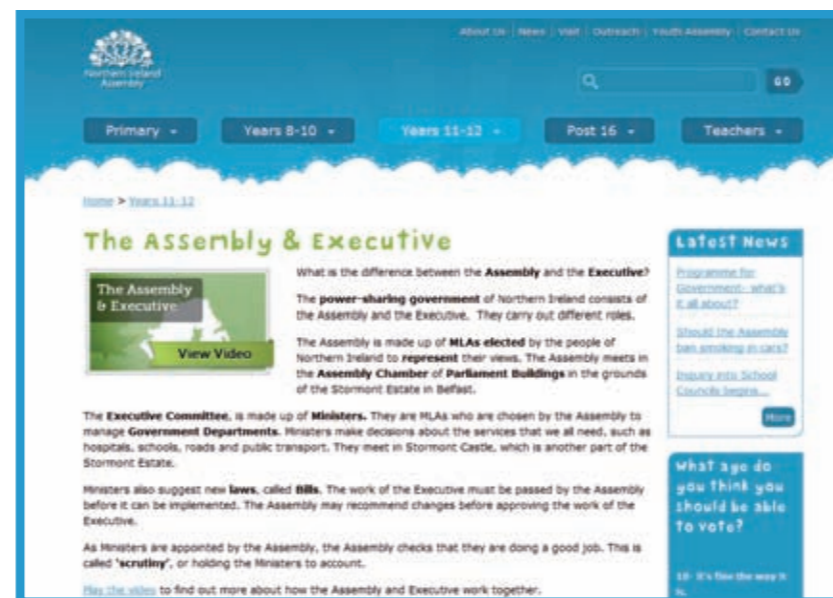 About Us | News | Visit | Outreach | Youth Assembly | Contact Us
Northern Ireland
Assembly
GO
Primary
Years 8-10
Years 11-12
Post 16
Teachers
Home > Years 11-12
The Assembly & Executive
The Assembly
& Executive
View Video
What is the difference between the Assembly and the Executive?
The power-sharing government of Northern Ireland consists of
the Assembly and the Executive. They carry out different roles.
The Assembly is made up of MLAs elected by the people of
Northern Ireland to represent their views. The Assembly meets in
the Assembly Chamber of Parliament Buildings in the grounds
of the Stormont Estate in Belfast.
The Executive Committee, is made up of Ministers. They are MLAs who are chosen by the Assembly to
manage Government Departments. Ministers make decisions about the services that we all need, such as
hospitals, schools, roads and public transport. They meet in Stormont Castle, which is another part of the
Stormont Estate.
Ministers also suggest new laws, called Bills. The work of the Executive must be passed by the Assembly
before it can be implemented. The Assembly may recommend changes before approving the work of the
Executive.
As Ministers are appointed by the Assembly, the Assembly checks that they are doing a good job. This is
called 'scrutiny', or holding the Ministers to account.
Play the video to find out more about how the Assembly and Executive work together.
Latest News
Programme for
Government- what's
it all about?
Should the Assembly
ban smoking in cars?
Inquiry into School
Councils begins...
More
What age do
you think you
should be able
to vote?
18- It's fine the way it
is.